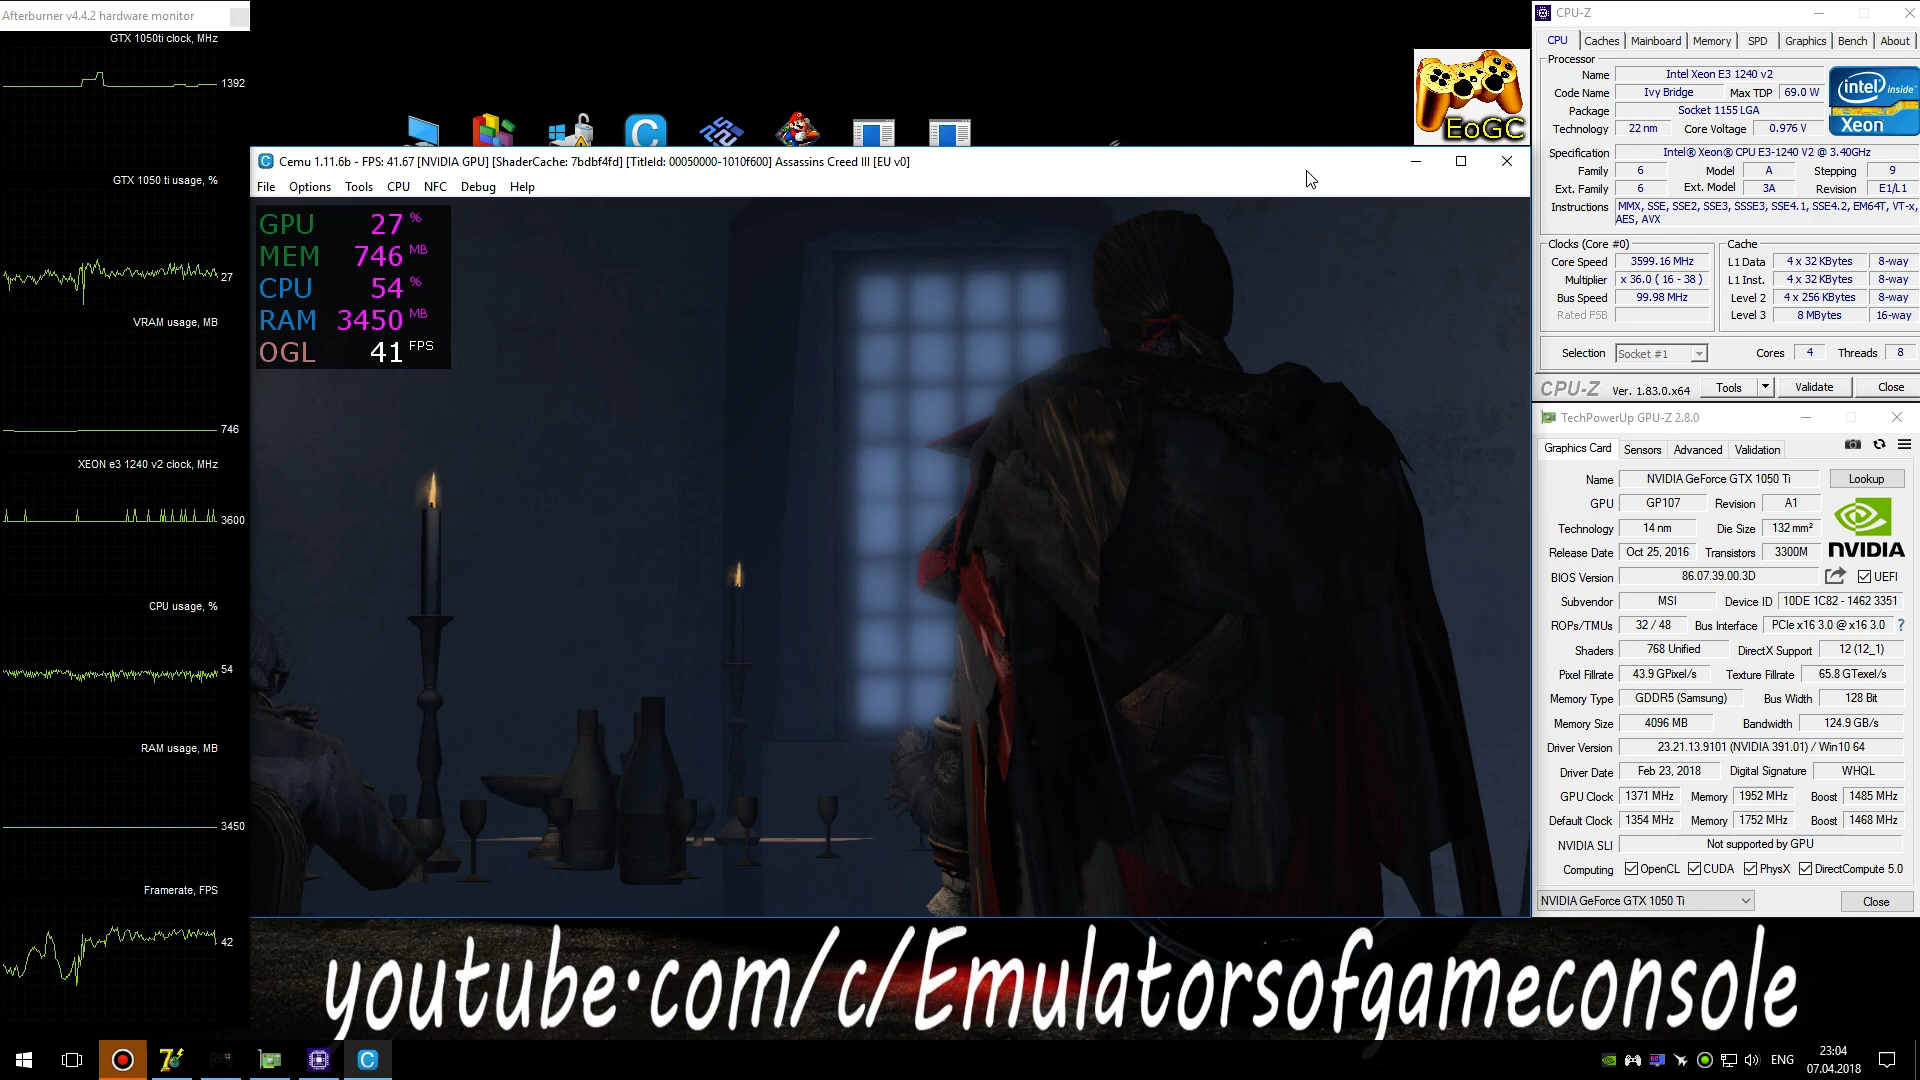 Afterburner v4.4.2 hardware monitor
GTX 1050ti clock, MHz
1392
GTX 1050 ti usage, %
27
VRAM usage, MB
746
XEON e3 1240 v2 clock, MHz
3600
CPU usage, %
54
RAM usage, MB
3450
Framerate, FPS
42
EoGC
Cemu 1.11.6b - FPS: 41.67 [NVIDIA GPU] [ShaderCache: 7bdbf4fd] [TitleId: 00050000-1010f600] Assassins Creed III [EU v0]
File Options Tools CPU NFC Debug Help
GPU 27 %
MEM 746 MB
CPU 54 %
RAM 3450 MB
OGL 41 FPS
youtube.com/c/Emulatorsofgameconsole
CPU-Z
CPU Caches Mainboard Memory SPD Graphics Bench About
Processor
Name Intel Xeon E3 1240 v2
Code Name Ivy Bridge Max TDP 69.0 W
Package Socket 1155 LGA
Technology 22 nm Core Voltage 0.976 V
intel inside™
Xeon
Specification Intel® Xeon® CPU E3-1240 V2 @ 3.40GHz
Family 6 Model A Stepping 9
Ext. Family 6 Ext. Model 3A Revision E1/L1
Instructions MMX, SSE, SSE2, SSE3, SSSE3, SSE4.1, SSE4.2, EM64T, VT-x,
AES, AVX
Clocks (Core #0)
Core Speed 3599.16 MHz
Multiplier x 36.0 ( 16 - 38 )
Bus Speed 99.98 MHz
Rated FSB
Cache
L1 Data 4 x 32 KBytes 8-way
L1 Inst. 4 x 32 KBytes 8-way
Level 2 4 x 256 KBytes 8-way
Level 3 8 MBytes 16-way
Selection Socket #1 Cores 4 Threads 8
CPU-Z Ver. 1.83.0.x64 Tools Validate Close
TechPowerUp GPU-Z 2.8.0
Graphics Card Sensors Advanced Validation
Name NVIDIA GeForce GTX 1050 Ti Lookup
GPU GP107 Revision A1
Technology 14 nm Die Size 132 mm²
Release Date Oct 25, 2016 Transistors 3300M
NVIDIA
BIOS Version 86.07.39.00.3D UEFI
Subvendor MSI Device ID 10DE 1C82 - 1462 3351
ROPs/TMUs 32 / 48 Bus Interface PCIe x16 3.0 @ x16 3.0 ?
Shaders 768 Unified DirectX Support 12 (12_1)
Pixel Fillrate 43.9 GPixel/s Texture Fillrate 65.8 GTexel/s
Memory Type GDDR5 (Samsung) Bus Width 128 Bit
Memory Size 4096 MB Bandwidth 124.9 GB/s
Driver Version 23.21.13.9101 (NVIDIA 391.01) / Win10 64
Driver Date Feb 23, 2018 Digital Signature WHQL
GPU Clock 1371 MHz Memory 1952 MHz Boost 1485 MHz
Default Clock 1354 MHz Memory 1752 MHz Boost 1468 MHz
NVIDIA SLI Not supported by GPU
Computing OpenCL CUDA PhysX DirectCompute 5.0
NVIDIA GeForce GTX 1050 Ti Close
ENG
23:04
07.04.2018